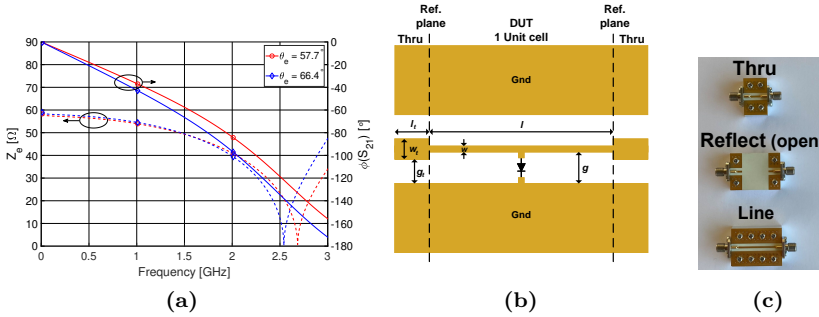 90
80
70
60
50
40
30
20
10
0
Z_e [Ω]
0
0.5
1.0
1.5
2.0
2.5
3
Frequency [GHz]
0
-20
-40
-60
-80
-100
-120
-140
-160
-180
ϕ(S_21) [°]
θ_e = 57.7°
θ_e = 66.4°
(a)
Ref.
plane
Thru
DUT
1 Unit cell
Ref.
plane
Thru
Gnd
l_t
l
w_t
w
g_t
g
Gnd
(b)
Thru
Reflect (open)
Line
(c)